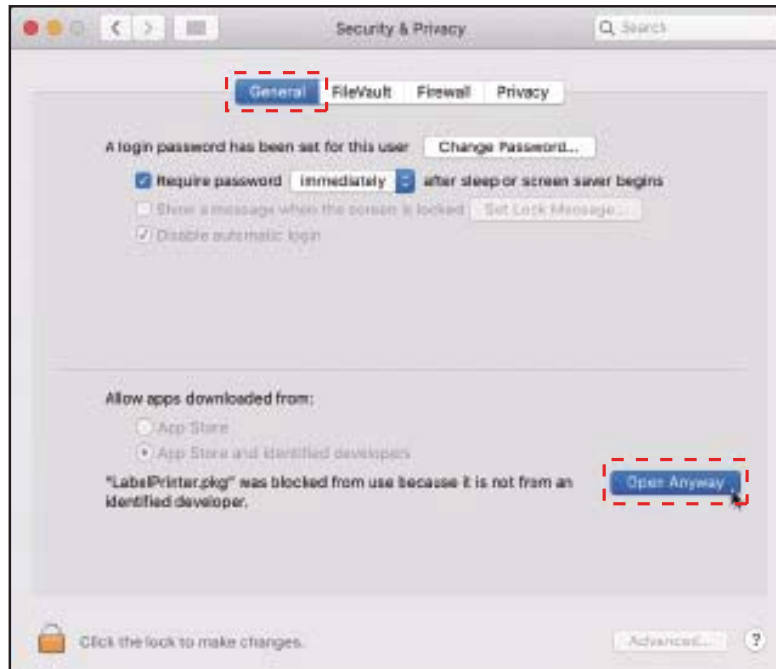 Security & Privacy
Search
General FileVault Firewall Privacy
A login password has been set for this user Change Password...
Require password immediately after sleep or screen saver begins
Show a message when the screen is locked Set Lock Message...
Disable automatic login
Allow apps downloaded from:
App Store
App Store and identified developers
"LabelPrinter.pkg" was blocked from use because it is not from an
identified developer.
Open Anyway
Click the lock to make changes.
Advanced...
?